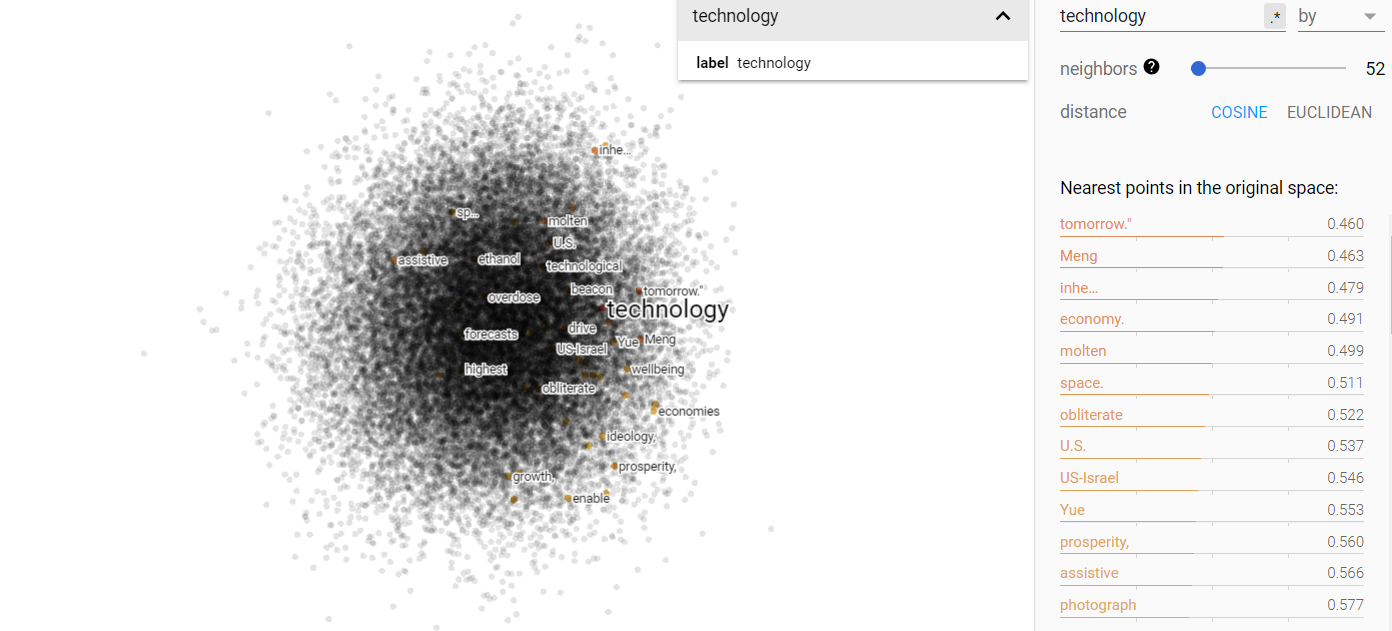 technology
label technology
inhe...
sp...
molten
U.S.
assistive
ethanol
technological
beacon
tomorrow."
overdose
technology
drive
forecasts
Yue
Meng
US-Israel
highest
wellbeing
obliterate
economies
ideology,
prosperity,
growth,
enable
technology .* by
neighbors ? 52
distance COSINE EUCLIDEAN
Nearest points in the original space:
tomorrow." 0.460
Meng 0.463
inhe... 0.479
economy. 0.491
molten 0.499
space. 0.511
obliterate 0.522
U.S. 0.537
US-Israel 0.546
Yue 0.553
prosperity, 0.560
assistive 0.566
photograph 0.577